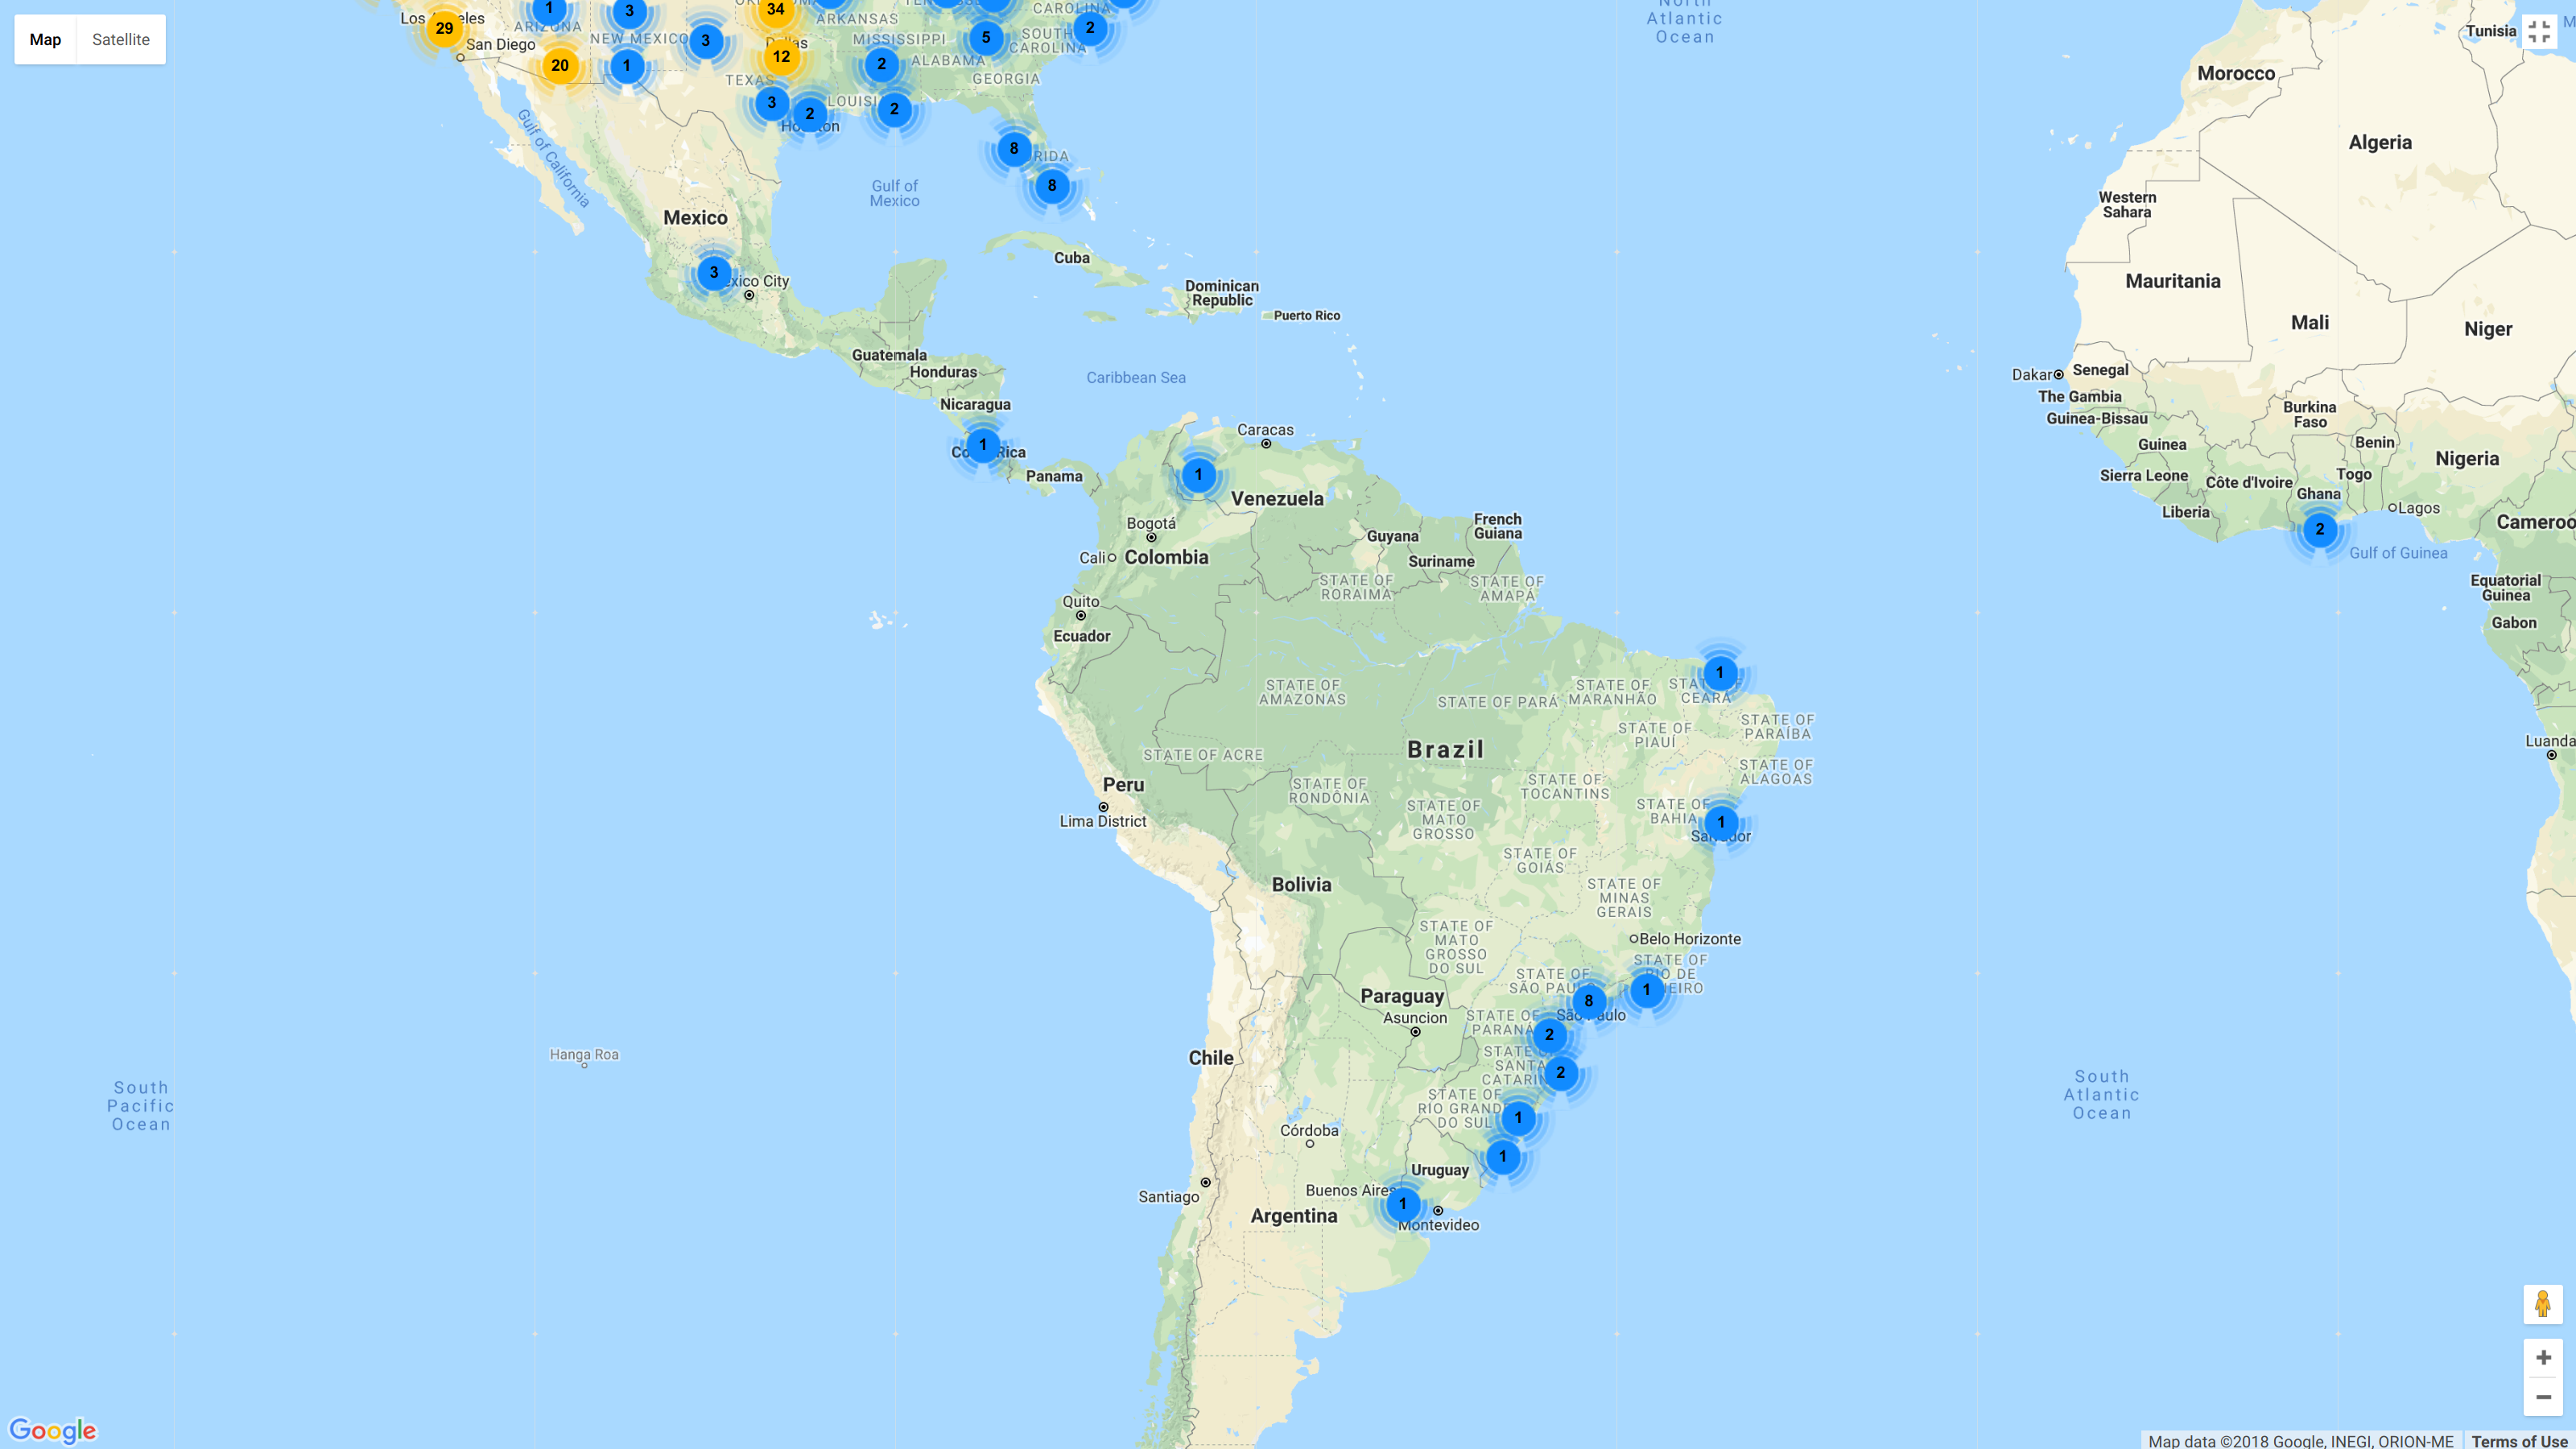 Map
Satellite
Los Angeles
San Diego
29
20
1
ARIZONA
3
NEW MEXICO
1
3
34
Dallas
12
TEXAS
3
2
Houston
LOUISI
ARKANSAS
MISSISSIPPI
2
2
ALABAMA
5
GEORGIA
SOUTH
CAROLINA
CAROLINA
2
8
RIDA
8
North
Atlantic
Ocean
Gulf of California
Gulf of
Mexico
Mexico
3
Mexico City
Cuba
Dominican
Republic
Puerto Rico
Guatemala
Honduras
Nicaragua
Caribbean Sea
1
Costa Rica
Panama
Caracas
1
Venezuela
Bogotá
Cali
Colombia
Guyana
Suriname
French
Guiana
Quito
Ecuador
STATE OF
RORAIMA
STATE OF
AMAPÁ
STATE OF
AMAZONAS
STATE OF PARÁ
STATE OF
MARANHÃO
STATE OF
CEARÁ
1
STATE OF
PIAUÍ
STATE OF
PARAÍBA
STATE OF ACRE
Brazil
STATE OF
ALAGOAS
Peru
Lima District
STATE OF
RONDÔNIA
STATE OF
TOCANTINS
STATE OF
MATO
GROSSO
STATE OF
BAHIA
1
Salvador
STATE OF
GOIÁS
Bolivia
STATE OF
MINAS
GERAIS
STATE OF
MATO
GROSSO
DO SUL
Belo Horizonte
STATE OF
RIO DE
JANEIRO
1
STATE OF
SÃO PAULO
8
São Paulo
Paraguay
Asuncion
STATE OF
PARANÁ
2
STATE OF
SANTA
CATARINA
2
STATE OF
RIO GRANDE
DO SUL
1
1
Chile
Córdoba
Uruguay
Santiago
Buenos Aires
1
Argentina
Montevideo
Hanga Roa
South
Pacific
Ocean
South
Atlantic
Ocean
Tunisia
Morocco
Algeria
Western
Sahara
Mauritania
Mali
Niger
Dakar
Senegal
The Gambia
Guinea-Bissau
Guinea
Burkina
Faso
Benin
Togo
Nigeria
Sierra Leone
Côte d'Ivoire
Ghana
Liberia
Lagos
2
Gulf of Guinea
Cameroo
Equatorial
Guinea
Gabon
Luanda
Google
Map data ©2018 Google, INEGI, ORION-ME
Terms of Use